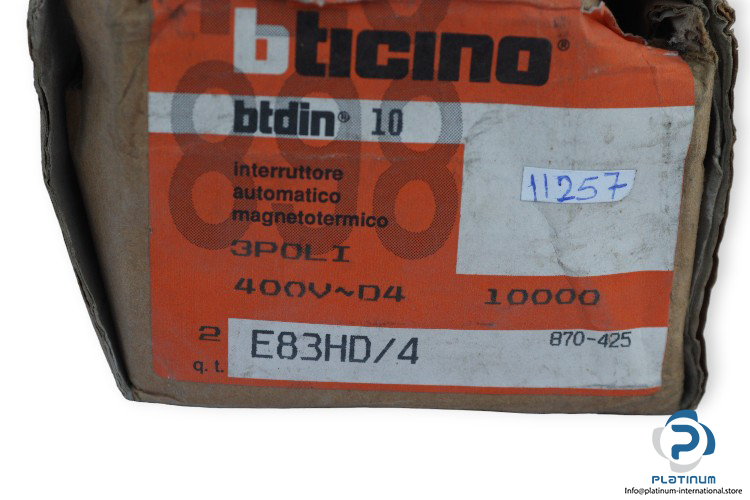 bticino®
btdin® 10
interruttore
automatico
magnetotermico
11257
3POLI
400V~D4 10000
2 q.t.
E83HD/4
870-425
PLATINUM
Info@platinum-international.store